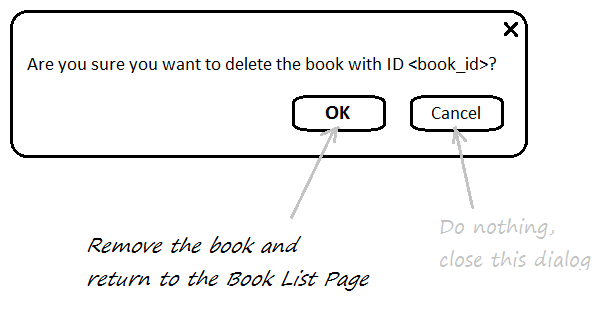 Are you sure you want to delete the book with ID <book_id>?
OK Cancel
Remove the book and
return to the Book List Page
Do nothing,
close this dialog